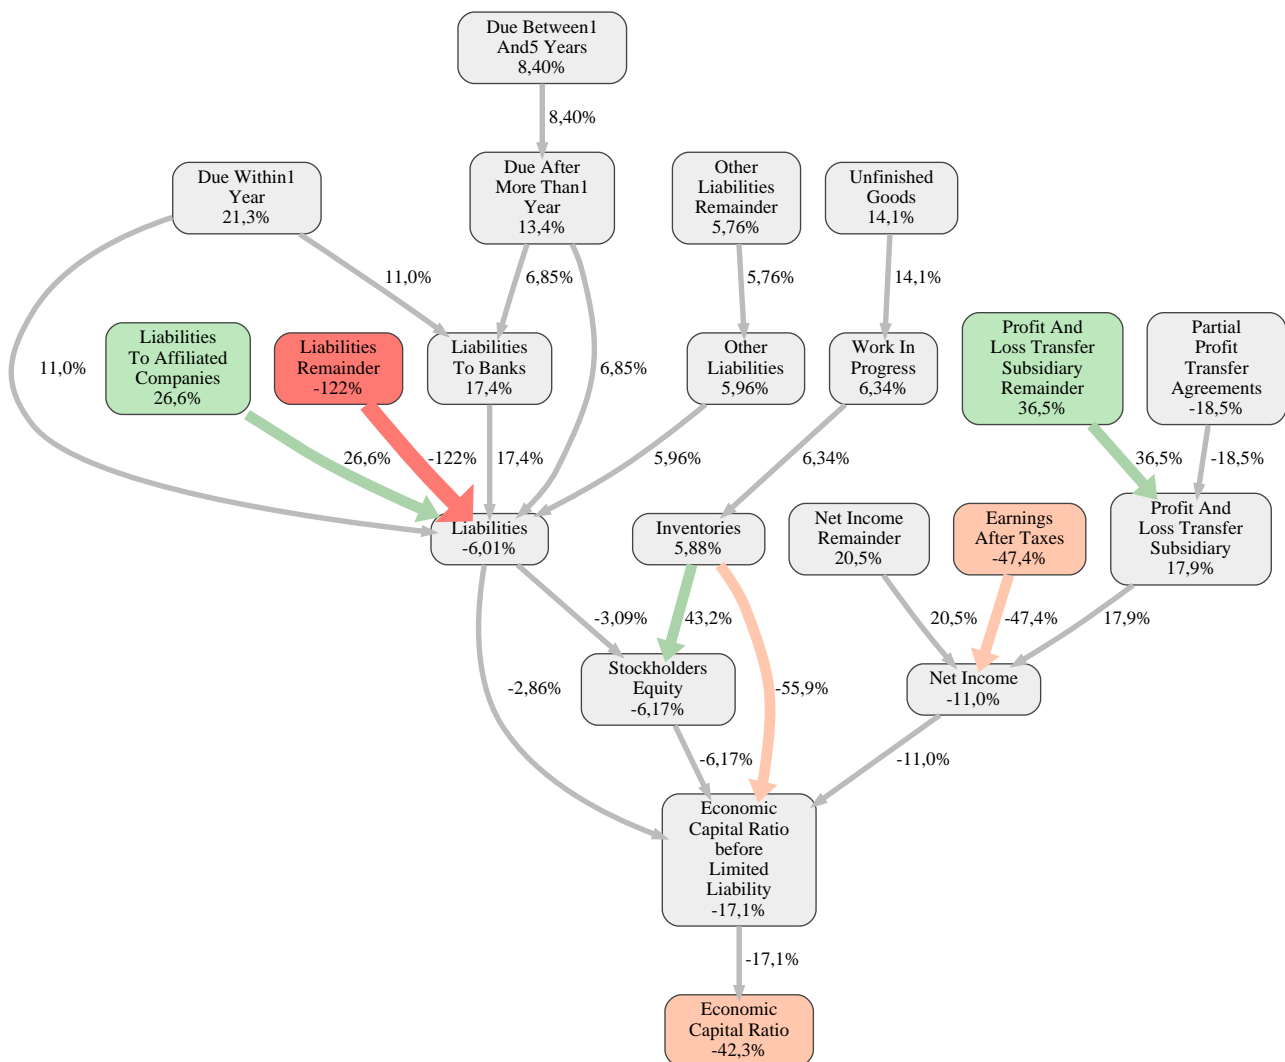 Due Between1
And5 Years
8,40%
8,40%
Due Within1
Year
21,3%
Due After
More Than1
Year
13,4%
Other
Liabilities
Remainder
5,76%
Unfinished
Goods
14,1%
11,0%
6,85%
5,76%
14,1%
Liabilities
To Affiliated
Companies
26,6%
Liabilities
Remainder
-122%
Liabilities
To Banks
17,4%
Other
Liabilities
5,96%
Work In
Progress
6,34%
Profit And
Loss Transfer
Subsidiary
Remainder
36,5%
Partial
Profit
Transfer
Agreements
-18,5%
11,0%
6,85%
26,6%
-122%
17,4%
5,96%
6,34%
36,5%
-18,5%
Liabilities
-6,01%
Inventories
5,88%
Net Income
Remainder
20,5%
Earnings
After Taxes
-47,4%
Profit And
Loss Transfer
Subsidiary
17,9%
-3,09%
43,2%
20,5%
-47,4%
17,9%
-2,86%
Stockholders
Equity
-6,17%
-55,9%
Net Income
-11,0%
-6,17%
-11,0%
Economic
Capital Ratio
before
Limited
Liability
-17,1%
-17,1%
Economic
Capital Ratio
-42,3%